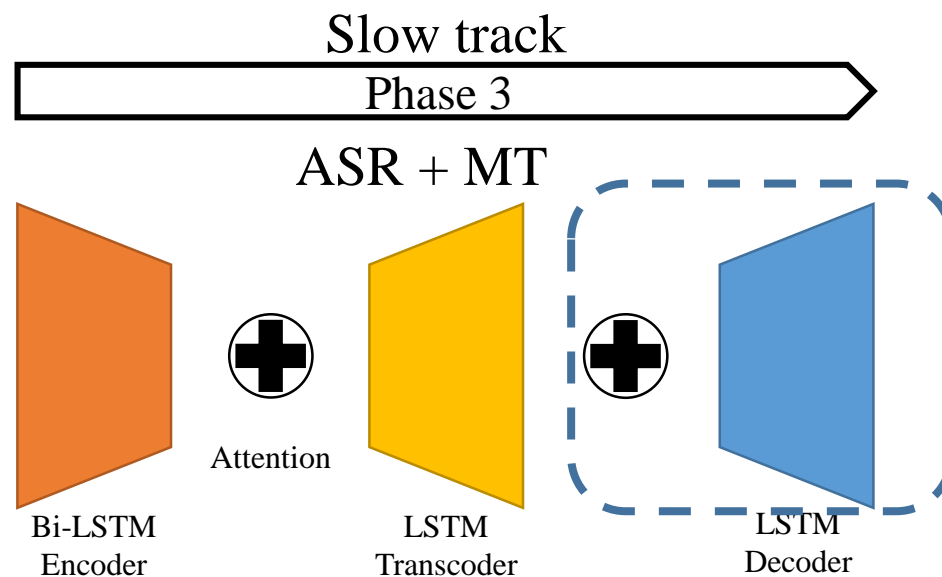 Slow track
Phase 3
ASR + MT
Attention
Bi-LSTM
Encoder
LSTM
Transcoder
LSTM
Decoder